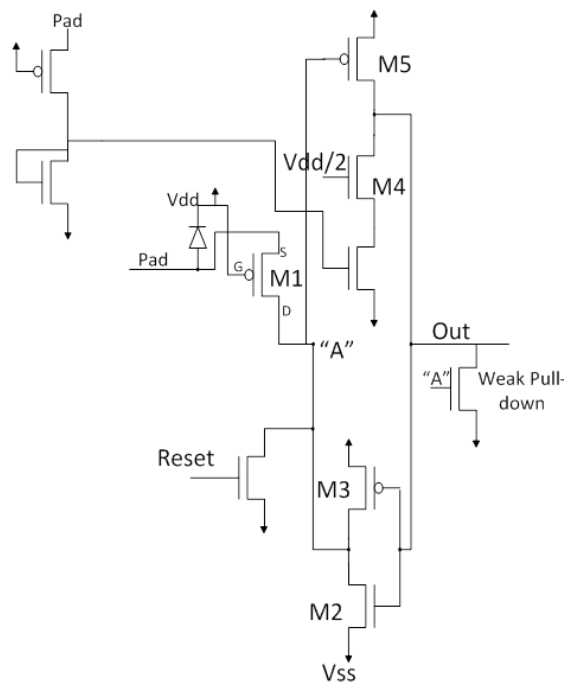 Pad
M5
Vdd/2
M4
Vdd
Pad
S
G
M1
D
“A”
Out
“A”
Weak Pull-
down
Reset
M3
M2
Vss